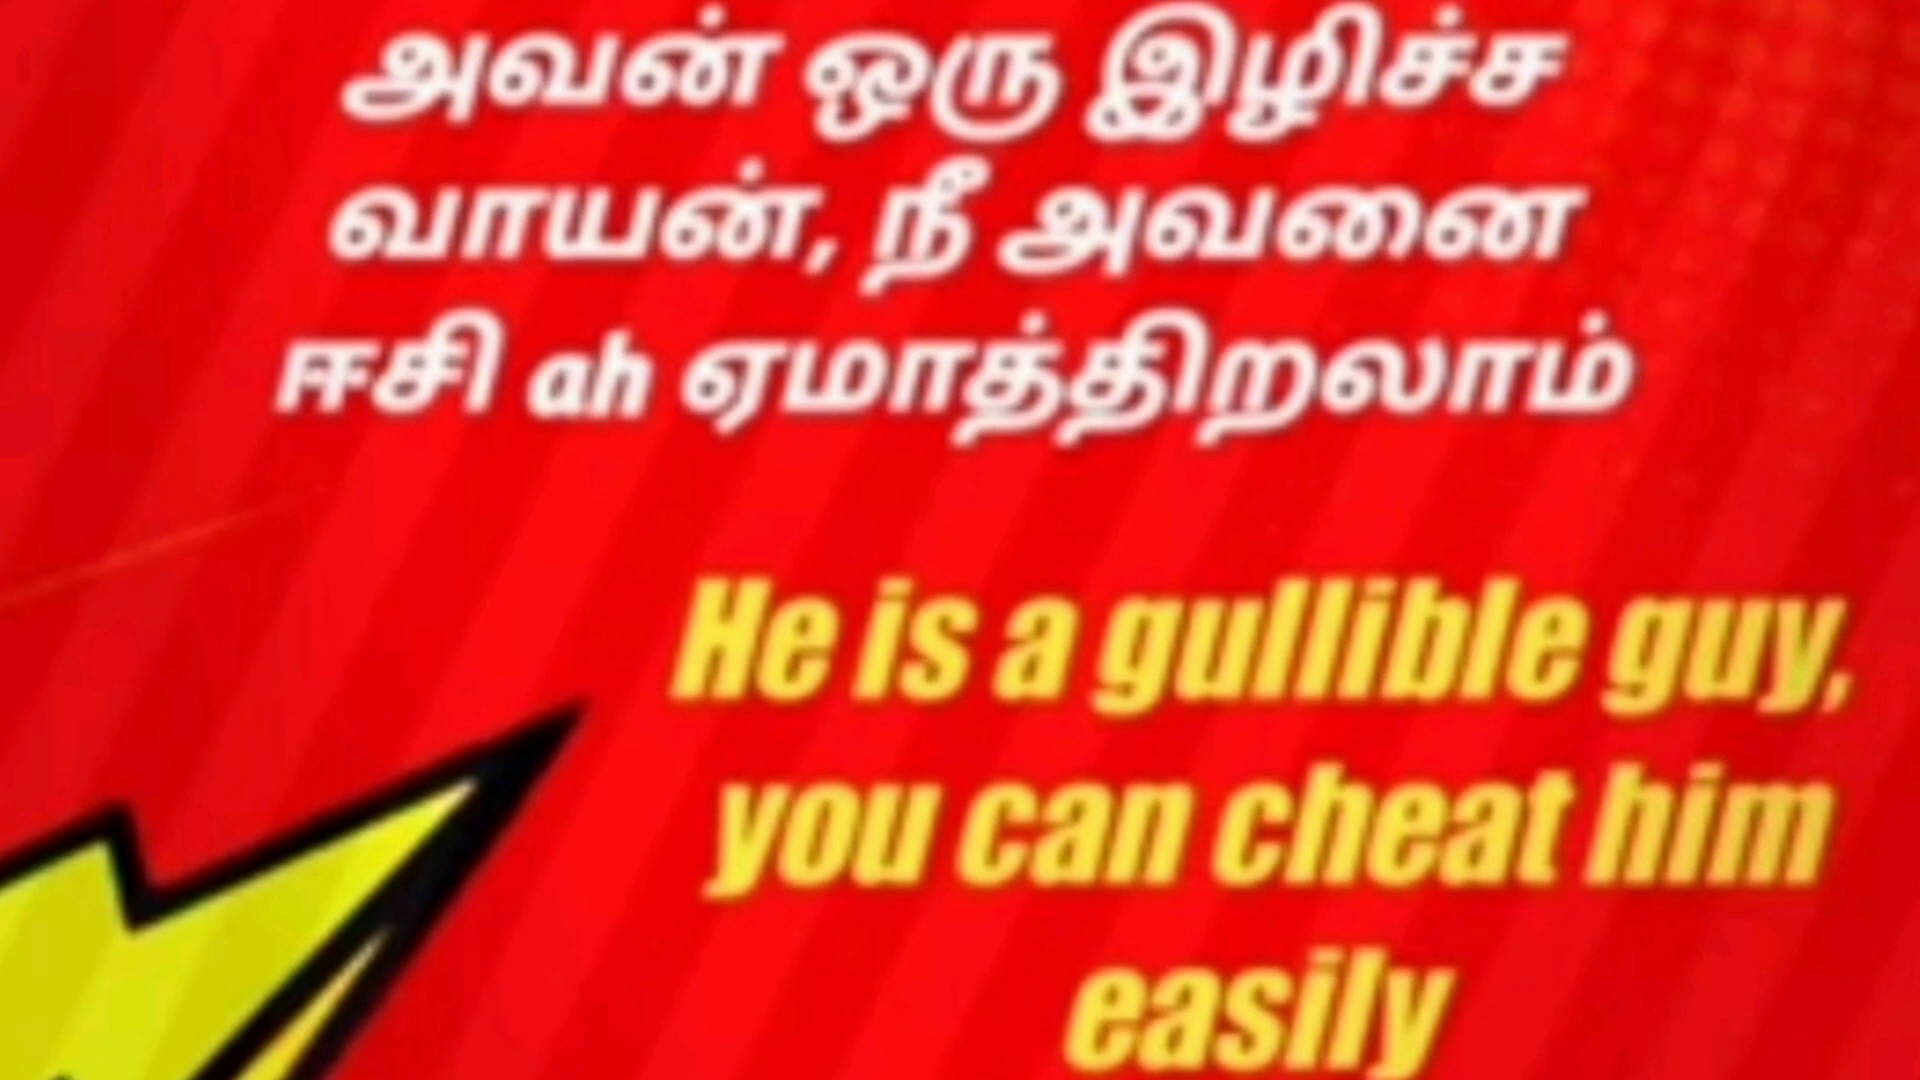 அவன் ஒரு இழிச்ச
வாயன், நீ அவனை
ஈசி ah ஏமாத்திறலாம்
He is a gullible guy,
you can cheat him
easily